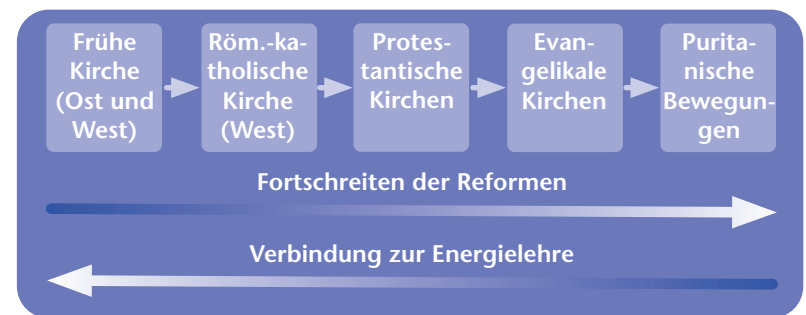 Frühe
Kirche
(Ost und
West)
Röm.-ka-
tholische
Kirche
(West)
Protes-
tantische
Kirchen
Evan-
gelikale
Kirchen
Purita-
nische
Bewegun-
gen
Fortschreiten der Reformen
Verbindung zur Energielehre